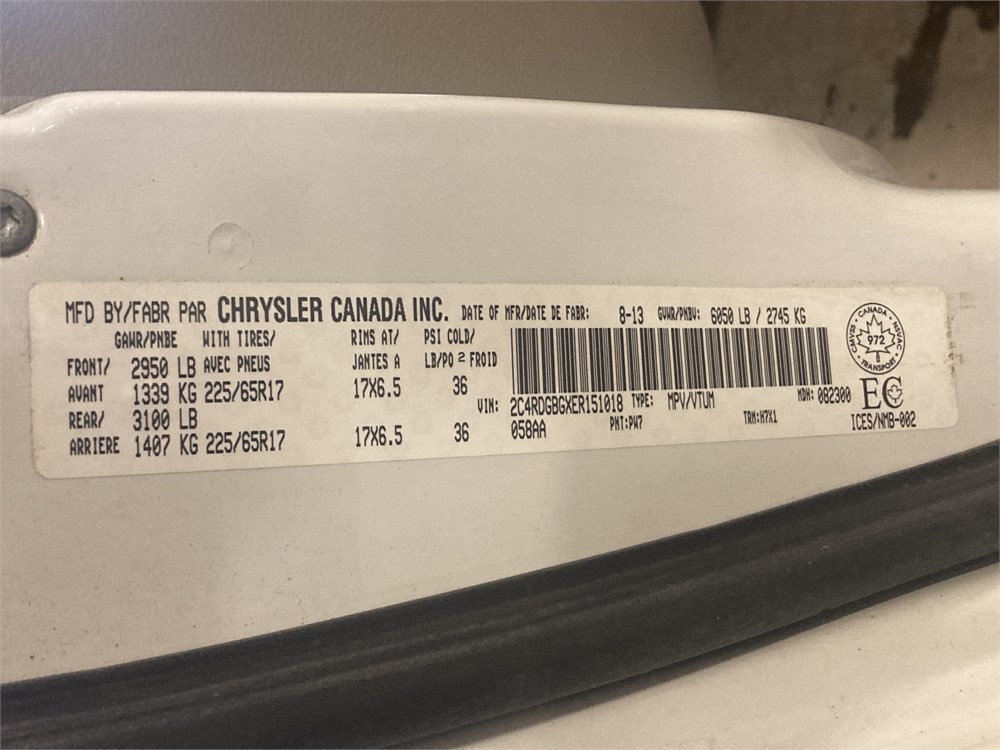 MFD BY/FABR PAR CHRYSLER CANADA INC. DATE OF MFR/DATE DE FABR: 8-13 GVWR/PNBV: 6050 LB / 2745 KG
GAWR/PNBE WITH TIRES/ RIMS AT/ PSI COLD/
FRONT/ 2950 LB AVEC PNEUS JANTES A LB/PO 2 FROID
AVANT 1339 KG 225/65R17 17X6.5 36
REAR/ 3100 LB
ARRIERE 1407 KG 225/65R17 17X6.5 36
VIN: 2C4RDGBGXER151018 TYPE: MPV/VTUM MDH: 082300
058AA PNT:PW7 TRM:H7X1
CANADA
CMVSS NSVAC
972
TRANSPORT
EC
ICES/NMB-002